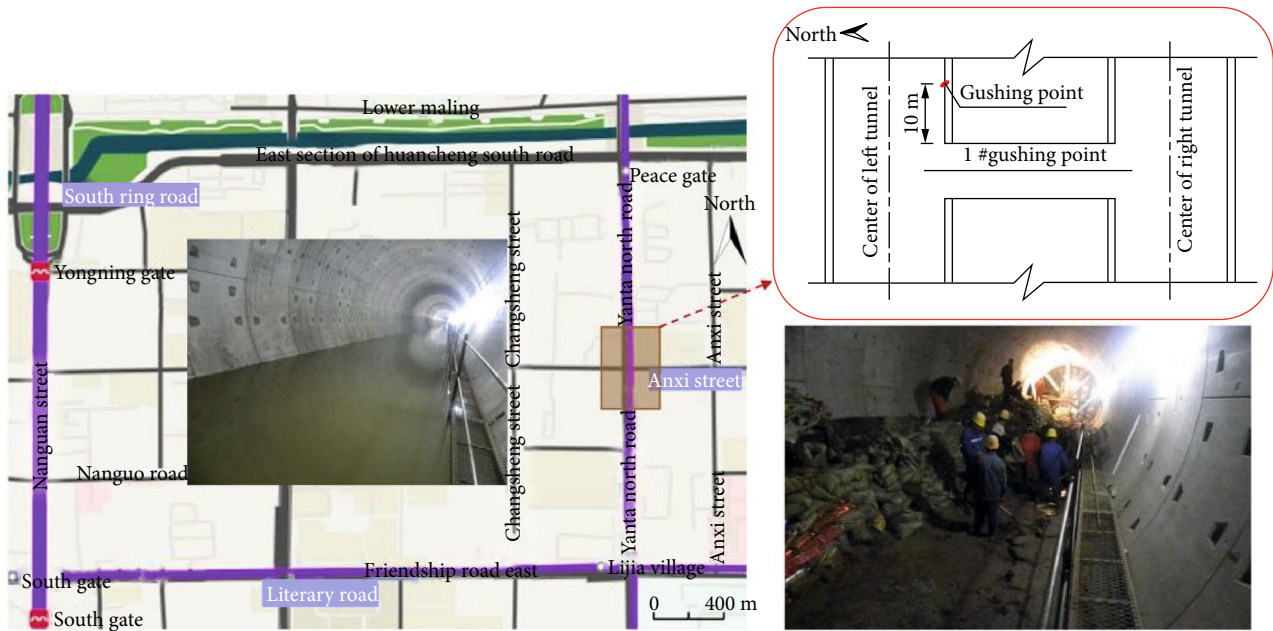 Lower maling
East section of huancheng south road
South ring road
Peace gate
North
Yongning gate
Changsheng street
Yanta north road
Anxi street
Changsheng street
Anxi street
Nanguan street
Nanguo road
Yanta north road
Anxi street
South gate
Friendship road east
Lijia village
Literary road
South gate
0 400 m
North
Center of left tunnel
10 m
Gushing point
1 #gushing point
Center of right tunnel